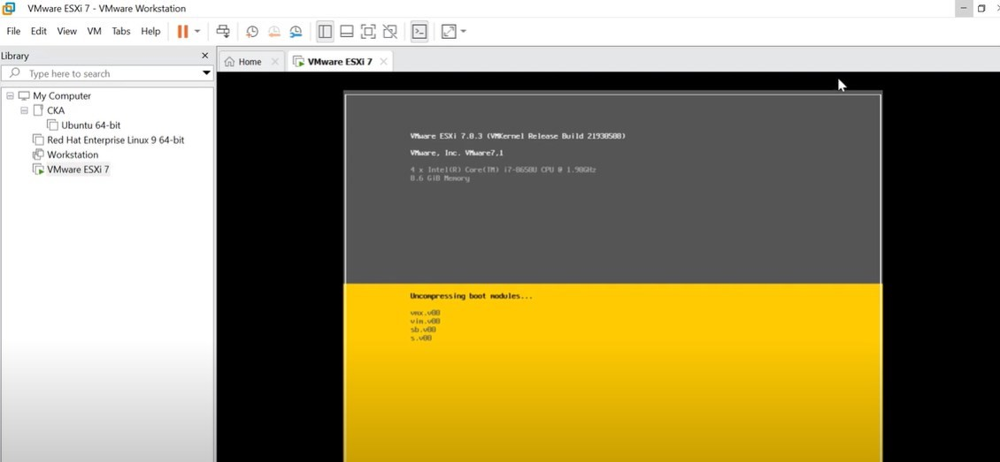 VMware ESXi 7 - VMware Workstation
File Edit View VM Tabs Help
Library
Type here to search
My Computer
CKA
Ubuntu 64-bit
Red Hat Enterprise Linux 9 64-bit
Workstation
VMware ESXi 7
Home
VMware ESXi 7
VMware ESXi 7.0.3 (VMKernel Release Build 21930508)
VMware, Inc. VMware7,1
4 x Intel(R) Core(TM) i7-8650U CPU @ 1.90GHz
8.6 GiB Memory
Uncompressing boot modules...
vmx.v00
vim.v00
sb.v00
s.v00